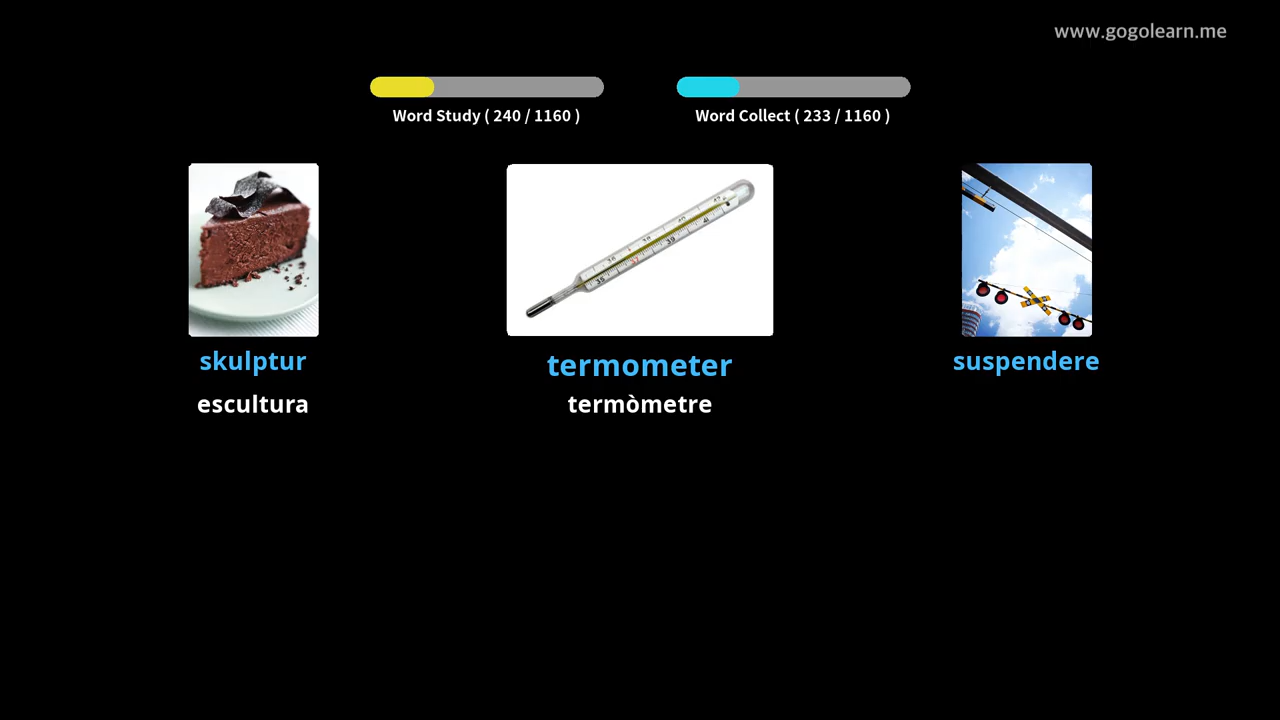 www.gogolearn.me
Word Study ( 240 / 1160 )
Word Collect ( 233 / 1160 )
skulptur
escultura
termometer
termòmetre
suspendere